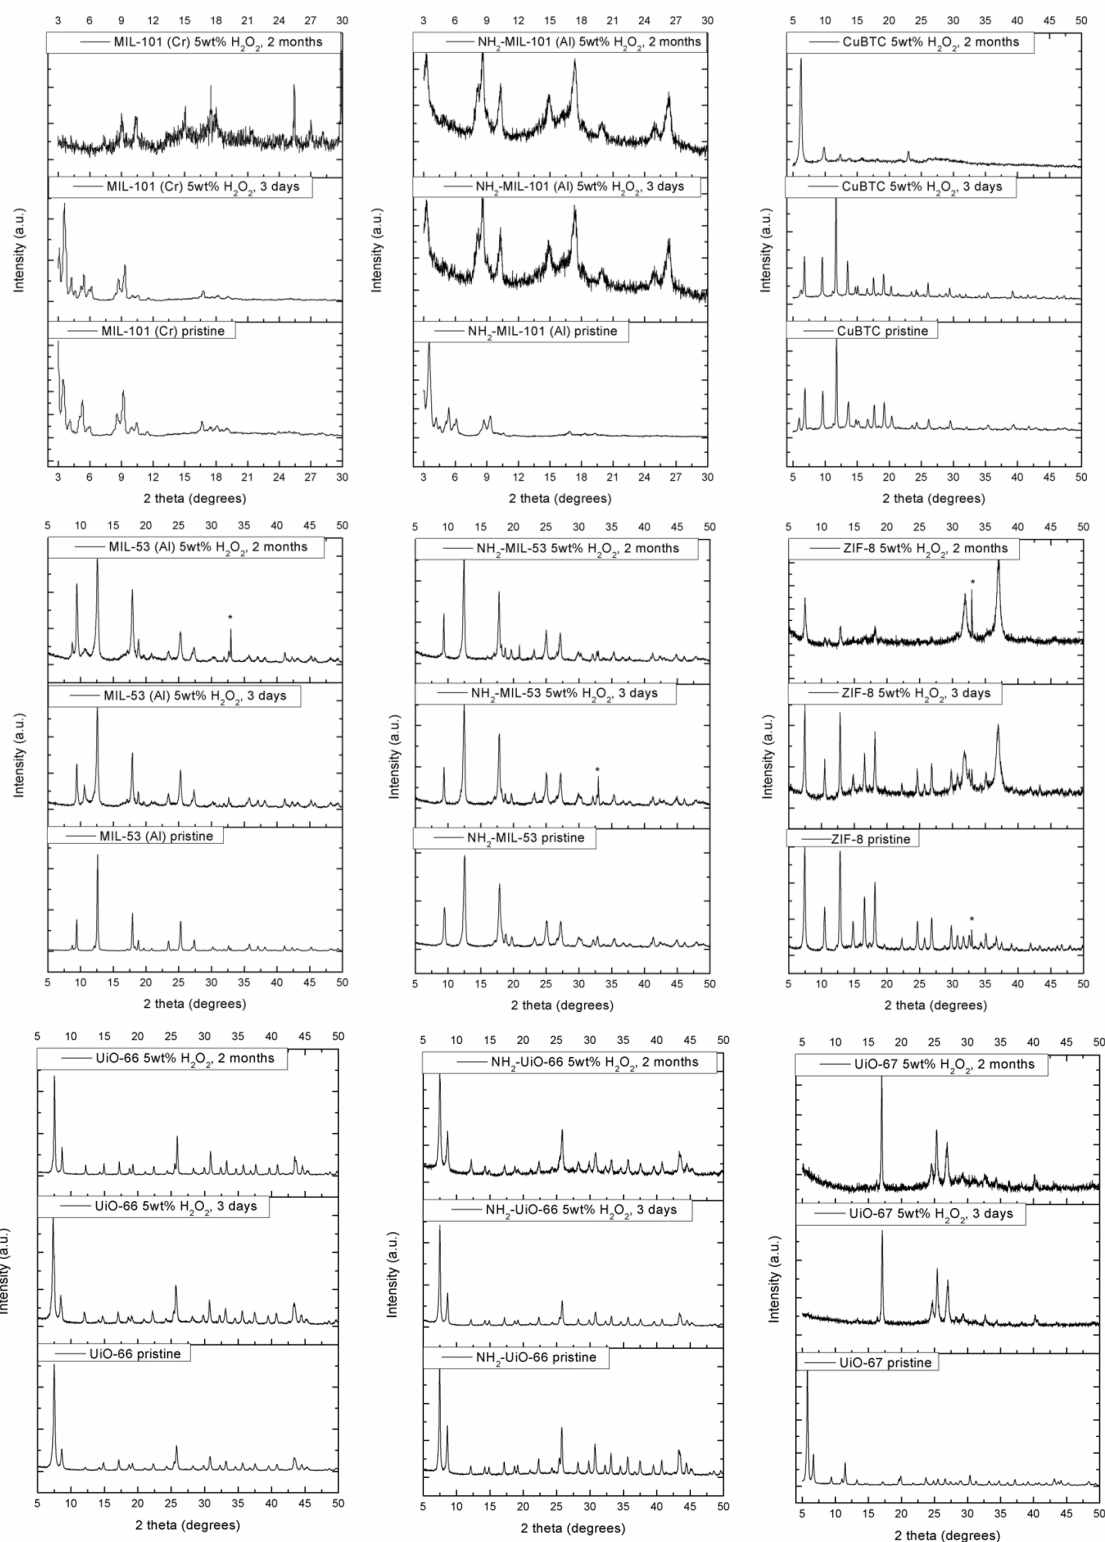 3 6 9 12 15 18 21 24 27 30
MIL-101 (Cr) 5wt% H₂O₂, 2 months
MIL-101 (Cr) 5wt% H₂O₂, 3 days
MIL-101 (Cr) pristine
Intensity (a.u.)
3 6 9 12 15 18 21 24 27 30
2 theta (degrees)
3 6 9 12 15 18 21 24 27 30
NH₂-MIL-101 (Al) 5wt% H₂O₂, 2 months
NH₂-MIL-101 (Al) 5wt% H₂O₂, 3 days
NH₂-MIL-101 (Al) pristine
Intensity (a.u.)
3 6 9 12 15 18 21 24 27 30
2 theta (degrees)
5 10 15 20 25 30 35 40 45 50
CuBTC 5wt% H₂O₂, 2 months
CuBTC 5wt% H₂O₂, 3 days
CuBTC pristine
Intensity (a.u.)
5 10 15 20 25 30 35 40 45 50
2 theta (degrees)
5 10 15 20 25 30 35 40 45 50
MIL-53 (Al) 5wt% H₂O₂, 2 months
*
MIL-53 (Al) 5wt% H₂O₂, 3 days
MIL-53 (Al) pristine
Intensity (a.u.)
5 10 15 20 25 30 35 40 45 50
2 theta (degrees)
5 10 15 20 25 30 35 40 45 50
NH₂-MIL-53 5wt% H₂O₂, 2 months
NH₂-MIL-53 5wt% H₂O₂, 3 days
*
NH₂-MIL-53 pristine
Intensity (a.u.)
5 10 15 20 25 30 35 40 45 50
2 theta (degrees)
5 10 15 20 25 30 35 40 45 50
ZIF-8 5wt% H₂O₂, 2 months
*
ZIF-8 5wt% H₂O₂, 3 days
*
ZIF-8 pristine
*
Intensity (a.u.)
5 10 15 20 25 30 35 40 45 50
2 theta (degrees)
5 10 15 20 25 30 35 40 45 50
UiO-66 5wt% H₂O₂, 2 months
UiO-66 5wt% H₂O₂, 3 days
UiO-66 pristine
Intensity (a.u.)
5 10 15 20 25 30 35 40 45 50
2 theta (degrees)
5 10 15 20 25 30 35 40 45 50
NH₂-UiO-66 5wt% H₂O₂, 2 months
NH₂-UiO-66 5wt% H₂O₂, 3 days
NH₂-UiO-66 pristine
Intensity (a.u.)
5 10 15 20 25 30 35 40 45 50
2 theta (degrees)
5 10 15 20 25 30 35 40 45 50
UiO-67 5wt% H₂O₂, 2 months
UiO-67 5wt% H₂O₂, 3 days
UiO-67 pristine
Intensity (a.u.)
5 10 15 20 25 30 35 40 45 50
2 theta (degrees)